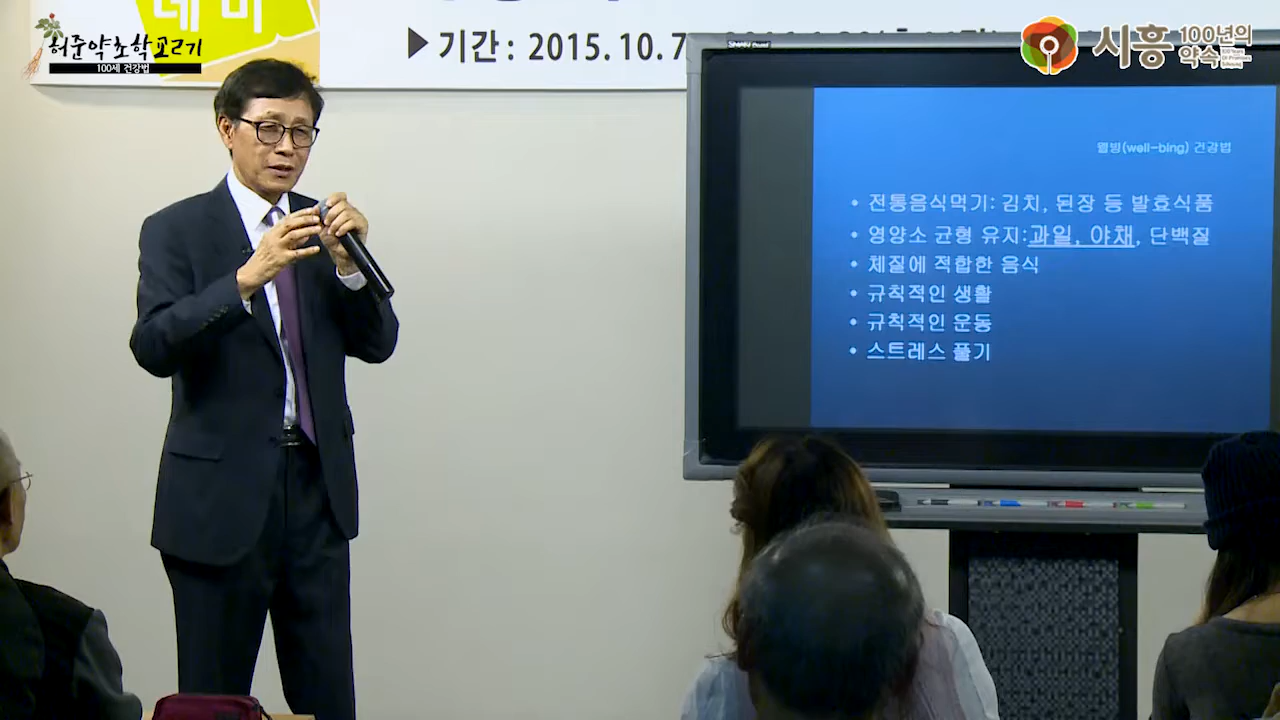 데미
허준약초학교2기
100세 건강법
▶기간 : 2015.10.7
시흥 100년의 약속
웰빙(well-bing) 건강법
• 전통음식먹기: 김치, 된장 등 발효식품
• 영양소 균형 유지:과일, 야채, 단백질
• 체질에 적합한 음식
• 규칙적인 생활
• 규칙적인 운동
• 스트레스 풀기